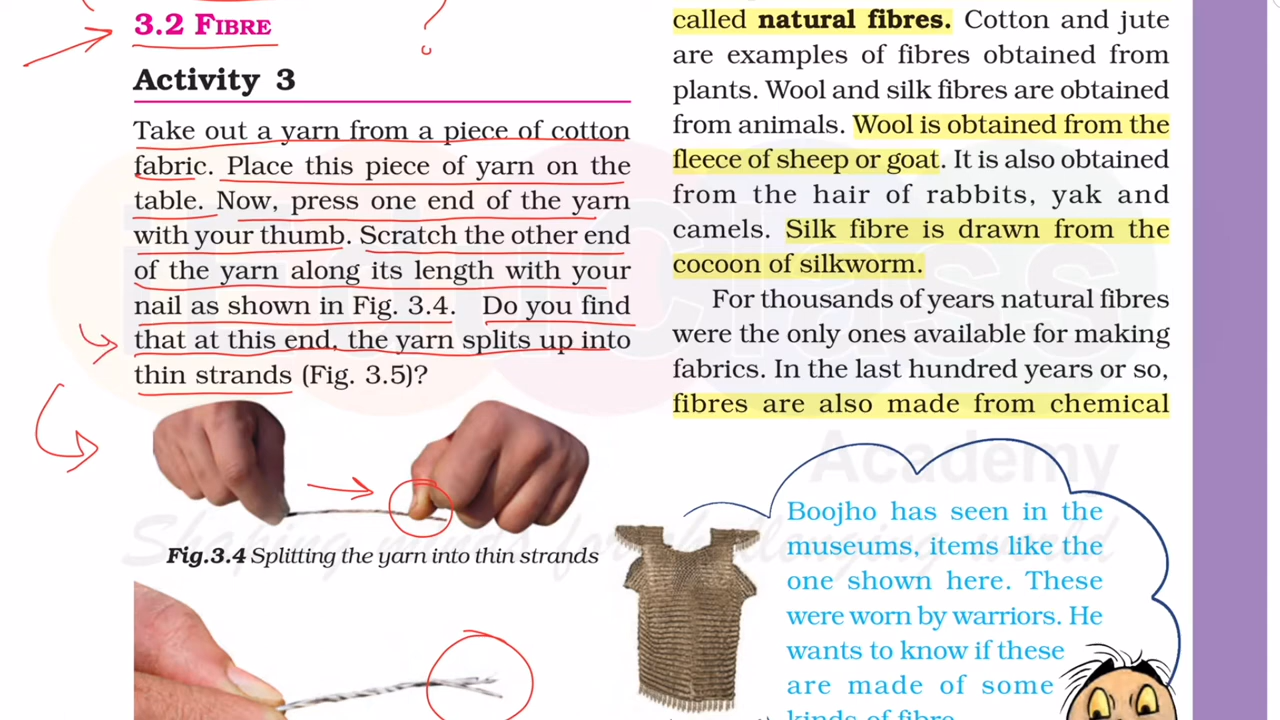 3.2 FIBRE
Activity 3
Take out a yarn from a piece of cotton
fabric. Place this piece of yarn on the
table. Now, press one end of the yarn
with your thumb. Scratch the other end
of the yarn along its length with your
nail as shown in Fig. 3.4. Do you find
that at this end, the yarn splits up into
thin strands (Fig. 3.5)?
Fig.3.4 Splitting the yarn into thin strands
called natural fibres. Cotton and jute
are examples of fibres obtained from
plants. Wool and silk fibres are obtained
from animals. Wool is obtained from the
fleece of sheep or goat. It is also obtained
from the hair of rabbits, yak and
camels. Silk fibre is drawn from the
cocoon of silkworm.
For thousands of years natural fibres
were the only ones available for making
fabrics. In the last hundred years or so,
fibres are also made from chemical
Boojho has seen in the
museums, items like the
one shown here. These
were worn by warriors. He
wants to know if these
are made of some
kinds of fibre.
Academy